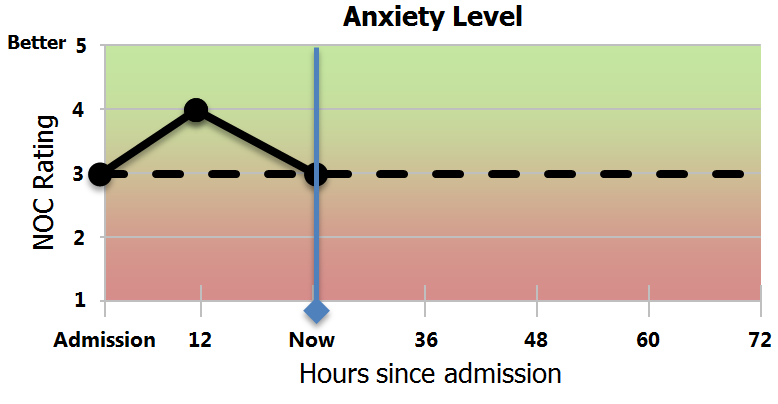 Anxiety Level
Better 5
4
3
2
1
NOC Rating
Admission 12 Now 36 48 60 72
Hours since admission